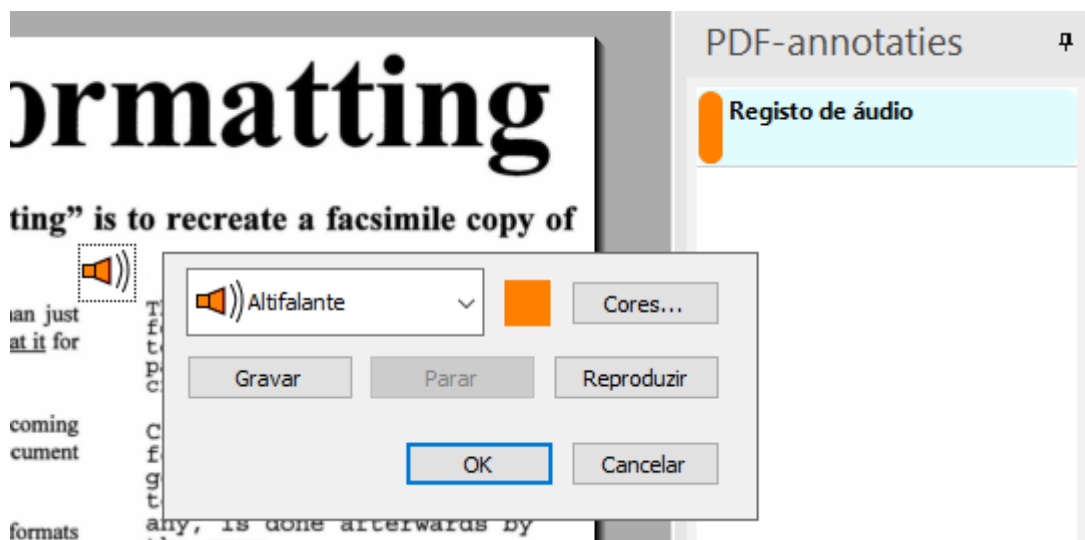 PDF-annotaties
Registo de áudio
ormatting
ting” is to recreate a facsimile copy of
Altifalante
Cores...
Gravar
Parar
Reproduzir
OK
Cancelar
an just
at it for
coming
cument
formats
any, is done afterwards by